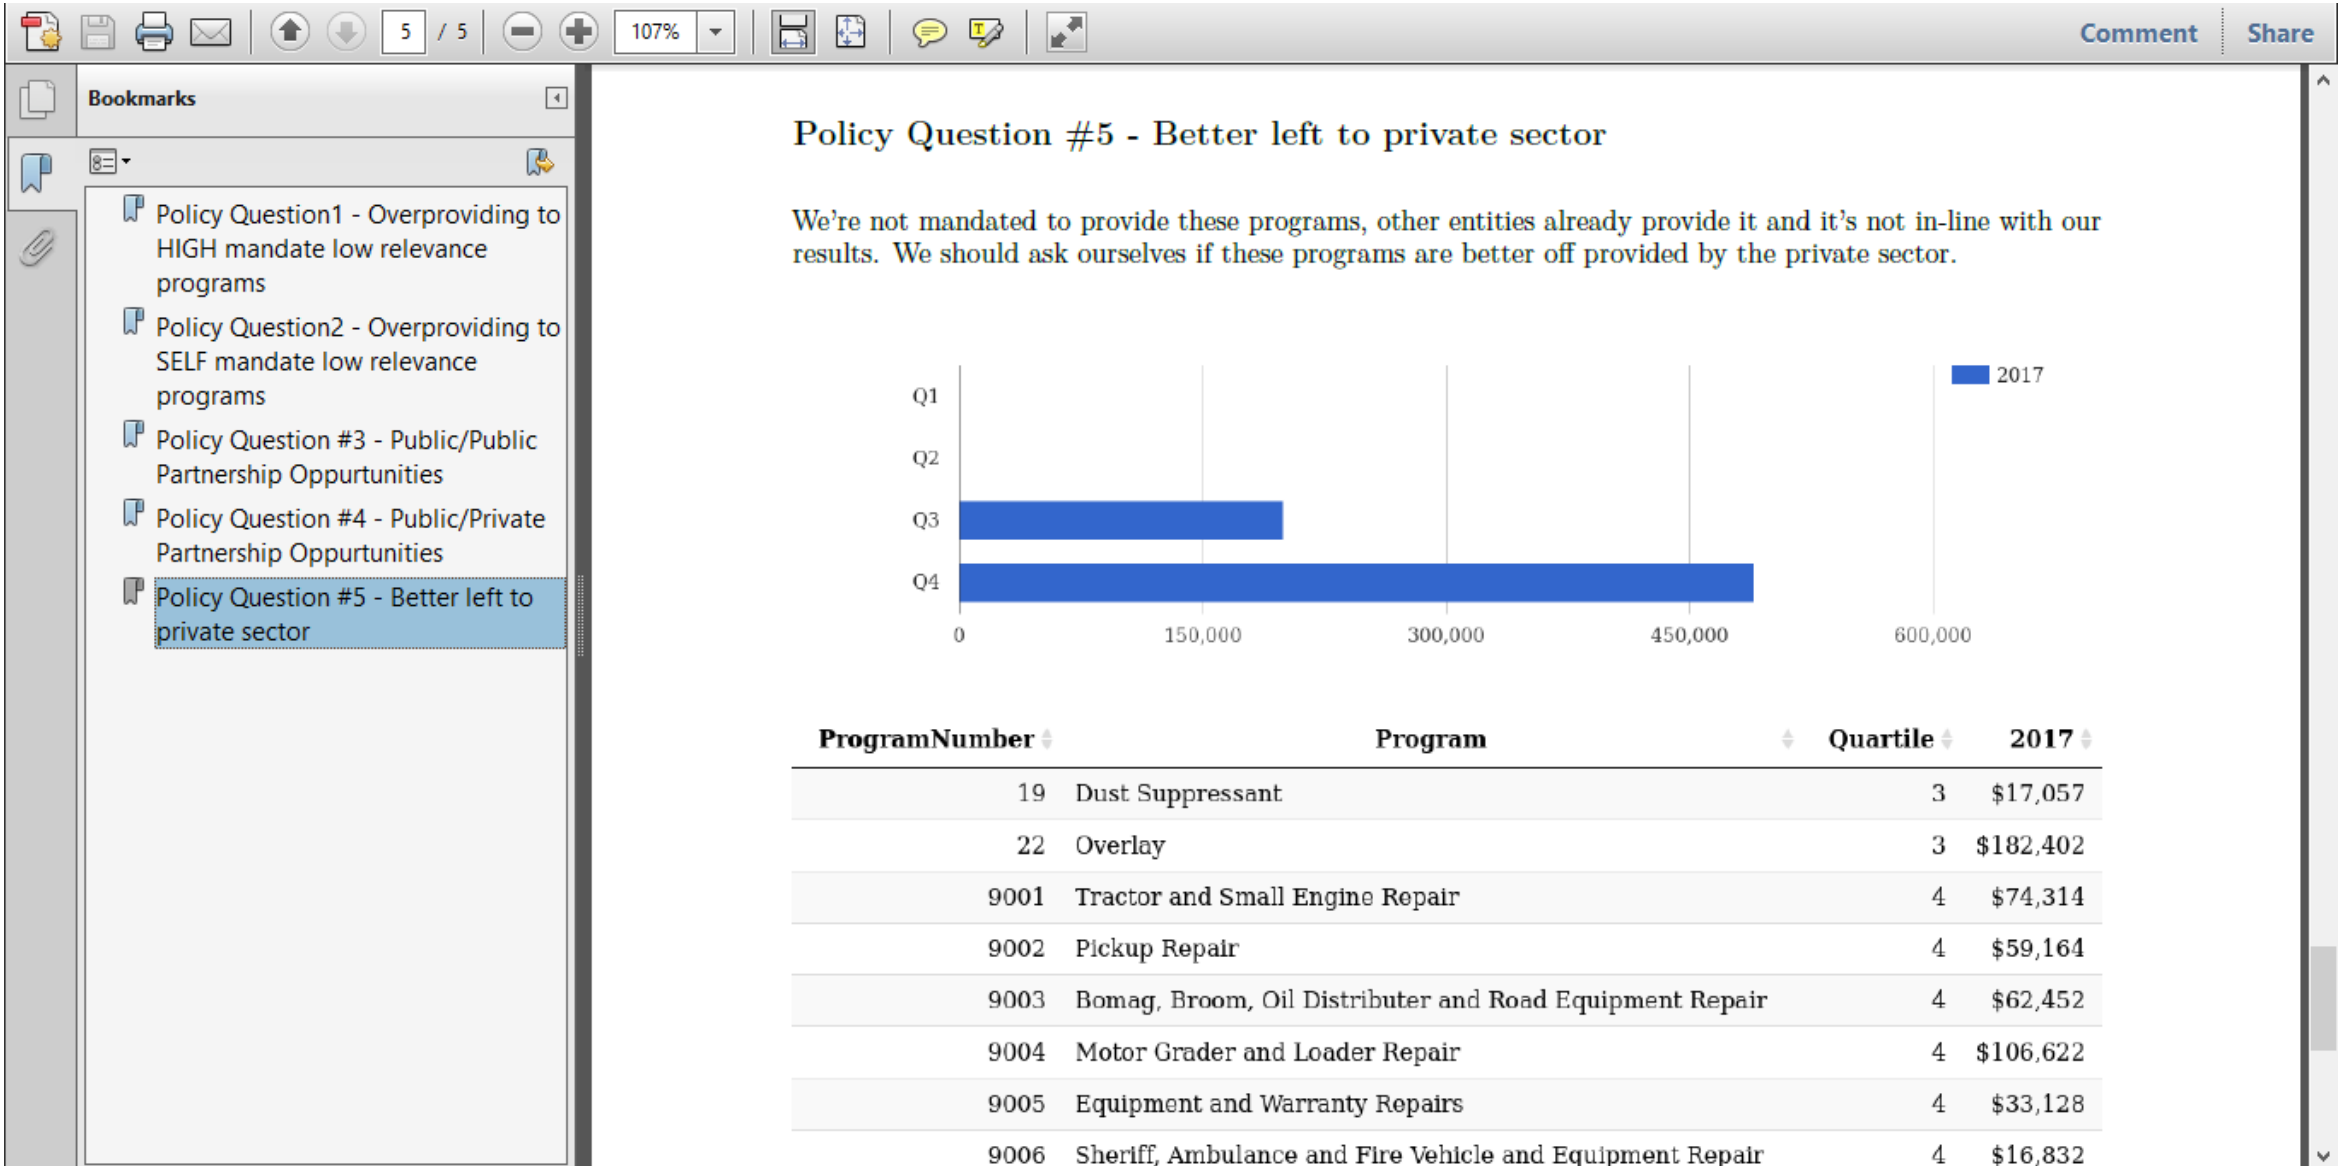 5 / 5
107%
Comment
Share
Bookmarks
Policy Question1 - Overproviding to
HIGH mandate low relevance
programs
Policy Question2 - Overproviding to
SELF mandate low relevance
programs
Policy Question #3 - Public/Public
Partnership Oppurtunities
Policy Question #4 - Public/Private
Partnership Oppurtunities
Policy Question #5 - Better left to
private sector
Policy Question #5 - Better left to private sector
We're not mandated to provide these programs, other entities already provide it and it's not in-line with our
results. We should ask ourselves if these programs are better off provided by the private sector.
2017
Q1
Q2
Q3
Q4
0 150,000 300,000 450,000 600,000
ProgramNumber Program Quartile 2017
19 Dust Suppressant 3 $17,057
22 Overlay 3 $182,402
9001 Tractor and Small Engine Repair 4 $74,314
9002 Pickup Repair 4 $59,164
9003 Bomag, Broom, Oil Distributer and Road Equipment Repair 4 $62,452
9004 Motor Grader and Loader Repair 4 $106,622
9005 Equipment and Warranty Repairs 4 $33,128
9006 Sheriff, Ambulance and Fire Vehicle and Equipment Repair 4 $16,832